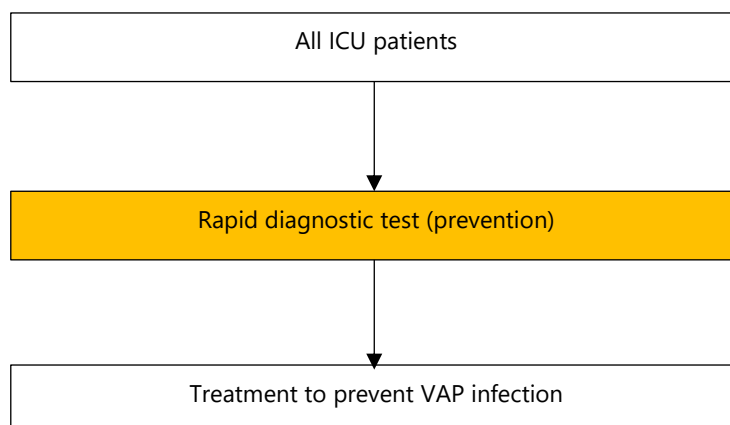 All ICU patients
Rapid diagnostic test (prevention)
Treatment to prevent VAP infection